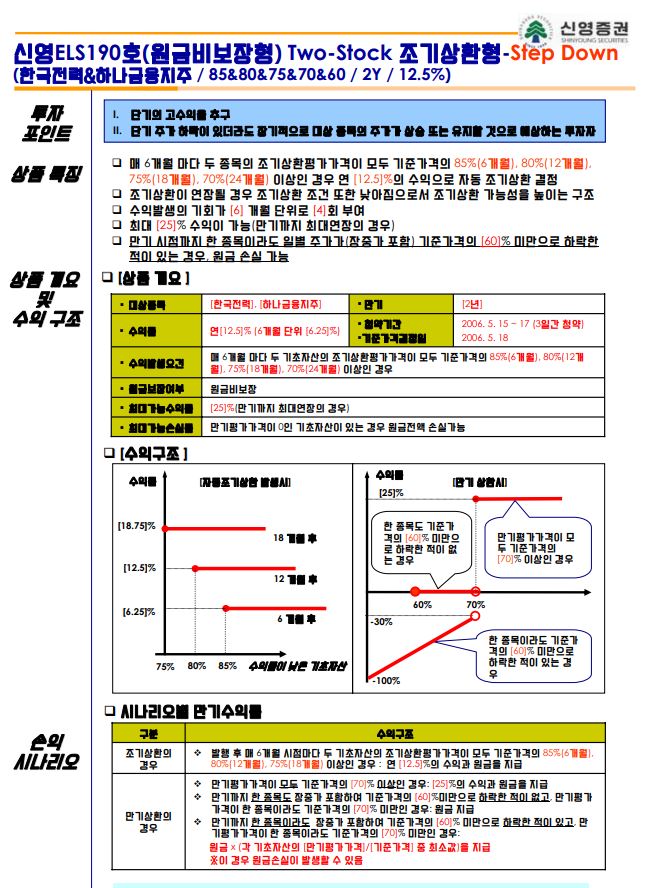 신영증권
SHINYOUNG SECURITIES
신영ELS190호(원금비보장형) Two-Stock 조기상환형-Step Down
(한국전력&하나금융지주 / 85&80&75&70&60 / 2Y / 12.5%)
투자
포인트
I. 단기의 고수익률 추구
II. 단기 주가 하락이 있더라도 장기적으로 대상 종목의 주가가 상승 또는 유지할 것으로 예상하는 투자자
상품 특징
❑ 매 6개월 마다 두 종목의 조기상환평가가격이 모두 기준가격의 85%(6개월), 80%(12개월),
75%(18개월), 70%(24개월) 이상인 경우 연 [12.5]%의 수익으로 자동 조기상환 결정
❑ 조기상환이 연장될 경우 조기상환 조건 또한 낮아짐으로서 조기상환 가능성을 높이는 구조
❑ 수익발생의 기회가 [6] 개월 단위로 [4]회 부여
❑ 최대 [25]% 수익이 가능(만기까지 최대연장의 경우)
❑ 만기 시점까지 한 종목이라도 일별 주가가(장중가 포함) 기준가격의 [60]% 미만으로 하락한
적이 있는 경우, 원금 손실 가능
상품 개요
및
수익 구조
❑ [상품 개요 ]
▪ 대상종목
[한국전력], [하나금융지주]
▪ 만기
[2년]
▪ 수익률
연[12.5]% (6개월 단위 [6.25]%)
▪ 청약기간
▪기준가격결정일
2006. 5. 15 ~ 17 (3일간 청약)
2006. 5. 18
▪ 수익발생요건
매 6개월 마다 두 기초자산의 조기상환평가가격이 모두 기준가격의 85%(6개월), 80%(12개
월), 75%(18개월), 70%(24개월) 이상인 경우
▪ 원금보장여부
원금비보장
▪ 최대가능수익률
[25]%(만기까지 최대연장의 경우)
▪ 최대가능손실률
만기평가가격이 0인 기초자산이 있는 경우 원금전액 손실가능
❑ [수익구조 ]
수익률
[자동조기상환 발생시]
[18.75]%
18 개월 후
[12.5]%
12 개월 후
[6.25]%
6 개월 후
75% 80% 85% 수익률이 낮은 기초자산
수익률
[만기 상환시]
[25]%
한 종목도 기준가
격의 [60]% 미만으
로 하락한 적이 없
는 경우
만기평가가격이 모
두 기준가격의
[70]% 이상인 경우
60% 70%
-30%
한 종목이라도 기준가
격의 [60]% 미만으로
하락한 적이 있는 경
우
-100%
손익
시나리오
❑ 시나리오별 만기수익률
구분
수익구조
조기상환의
경우
❖ 발행 후 매 6개월 시점마다 두 기초자산의 조기상환평가가격이 모두 기준가격의 85%(6개월),
80%(12개월), 75%(18개월) 이상인 경우 : 연 [12.5]%의 수익과 원금을 지급
만기상환의
경우
❖ 만기평가가격이 모두 기준가격의 [70]% 이상인 경우: [25]%의 수익과 원금을 지급
❖ 만기까지 한 종목도 장중가 포함하여 기준가격의 [60]%미만으로 하락한 적이 없고, 만기평가
가격이 한 종목이라도 기준가격의 [70]% 미만인 경우: 원금 지급
❖ 만기까지 한 종목이라도 장중가 포함하여 기준가격의 [60]% 미만으로 하락한 적이 있고, 만
기평가가격이 한 종목이라도 기준가격의 [70]% 미만인 경우:
원금 x (각 기초자산의 [만기평가가격]/[기준가격] 중 최소값)을 지급
※이 경우 원금손실이 발생할 수 있음